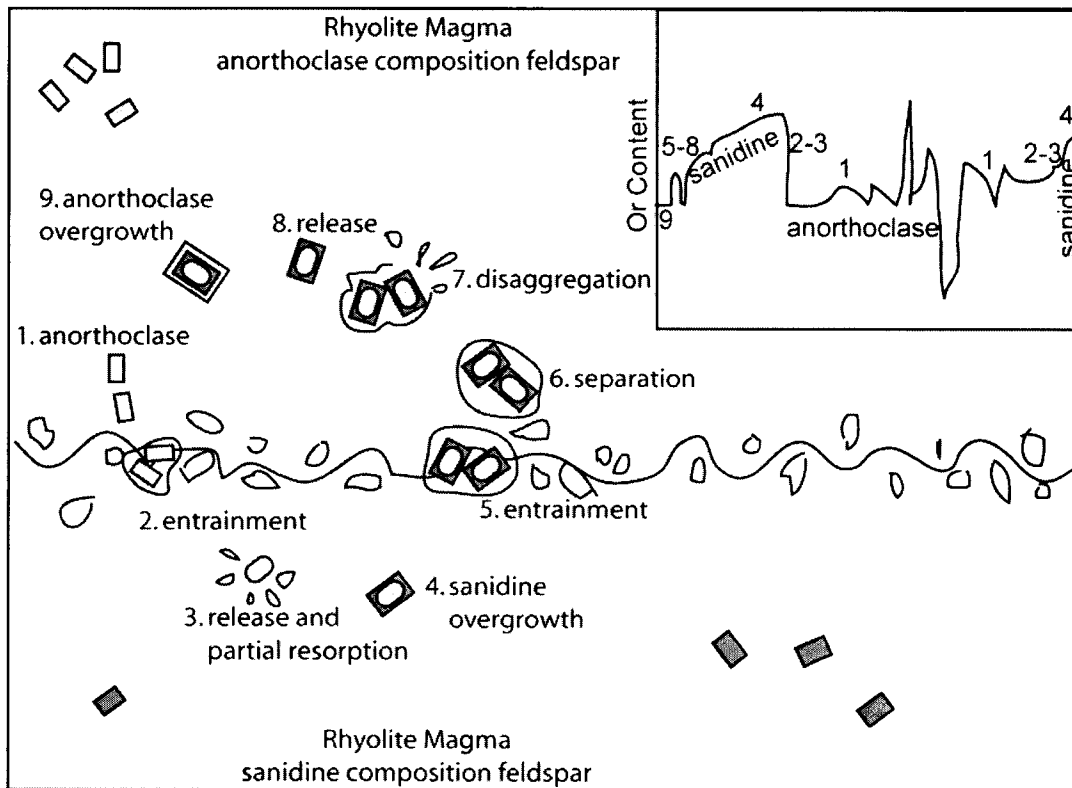 Rhyolite Magma
anorthoclase composition feldspar
Or Content
5-8
sanidine
4
2-3
1
anorthoclase
1
2-3
4
sanidine
9
9. anorthoclase
overgrowth
8. release
7. disaggregation
1. anorthoclase
6. separation
2. entrainment
5. entrainment
3. release and
partial resorption
4. sanidine
overgrowth
Rhyolite Magma
sanidine composition feldspar